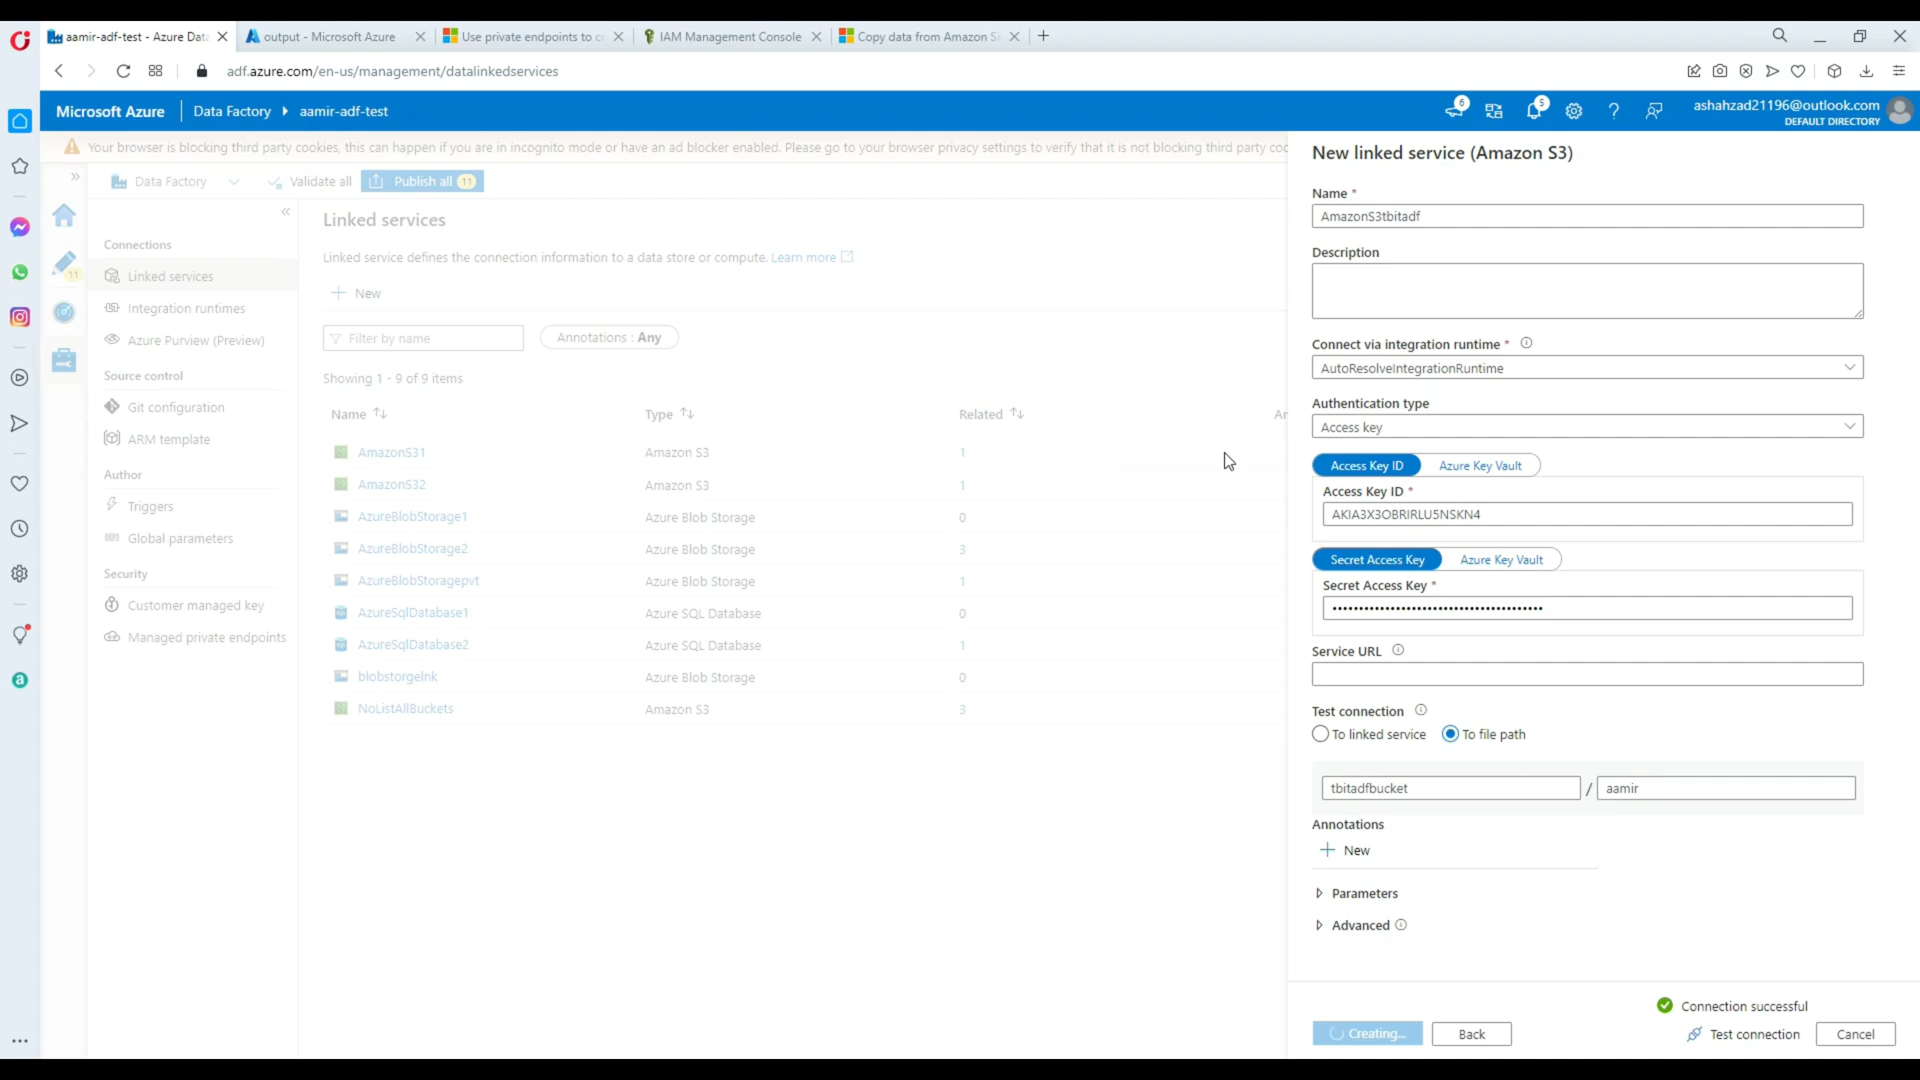 aamir-adf-test - Azure Data
output - Microsoft Azure
Use private endpoints to c
IAM Management Console
Copy data from Amazon S
adf.azure.com/en-us/management/datalinkedservices
Microsoft Azure
Data Factory
aamir-adf-test
6
5
ashahzad21196@outlook.com
DEFAULT DIRECTORY
Your browser is blocking third party cookies, this can happen if you are in incognito mode or have an ad blocker enabled. Please go to your browser privacy settings to verify that it is not blocking third party coo
Data Factory
Validate all
Publish all 11
11
Connections
Linked services
Integration runtimes
Azure Purview (Preview)
Source control
Git configuration
ARM template
Author
Triggers
Global parameters
Security
Customer managed key
Managed private endpoints
Linked services
Linked service defines the connection information to a data store or compute. Learn more
New
Filter by name
Annotations : Any
Showing 1 - 9 of 9 items
Name Type Related An
AmazonS31 Amazon S3 1
AmazonS32 Amazon S3 1
AzureBlobStorage1 Azure Blob Storage 0
AzureBlobStorage2 Azure Blob Storage 3
AzureBlobStoragepvt Azure Blob Storage 1
AzureSqlDatabase1 Azure SQL Database 0
AzureSqlDatabase2 Azure SQL Database 1
blobstorgelnk Azure Blob Storage 0
NoListAllBuckets Amazon S3 3
New linked service (Amazon S3)
Name *
AmazonS3tbitadf
Description
Connect via integration runtime *
AutoResolveIntegrationRuntime
Authentication type
Access key
Access Key ID Azure Key Vault
Access Key ID *
AKIA3X3OBRIRLU5NSKN4
Secret Access Key Azure Key Vault
Secret Access Key *
Service URL
Test connection
To linked service To file path
tbitadfbucket / aamir
Annotations
New
Parameters
Advanced
Connection successful
Creating... Back Test connection Cancel